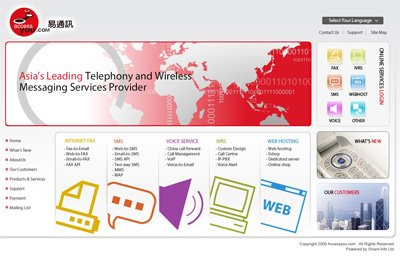 ACCESS
YOU.COM
易通訊
Select Your Language
Contact Us | Support | Site Map
Asia's Leading Telephony and Wireless
Messaging Services Provider
ONLINE SERVICES LOGIN
FAX
IVRS
SMS
WEBHOST
VOICE
OTHER
Home
What's New
About Us
Our Customers
Products & Services
Support
Payment
Mailing List
INTERNET FAX
- Fax-to-Email
- Web-to-FAX
- Email-to-FAX
- FAX API
SMS
- Web-to-SMS
- Email-to-SMS
- SMS API
- Two way SMS
- MMS
- WAP
VOICE SERVICE
- China call forward
- Call Management
- VoIP
- Voice-to-Email
IVRS
- Custom Design
- Call Centre
- IP-PBX
- Voice Alert
WEB HOSTING
- Web hosting
- Eshop
- Dedicated server
- Online shop
WEB
WHAT'S NEW
OUR CUSTOMERS
Copyright 2006 Accessyou.com. All Rights Reserved.
Powered by Smart-Info Ltd.